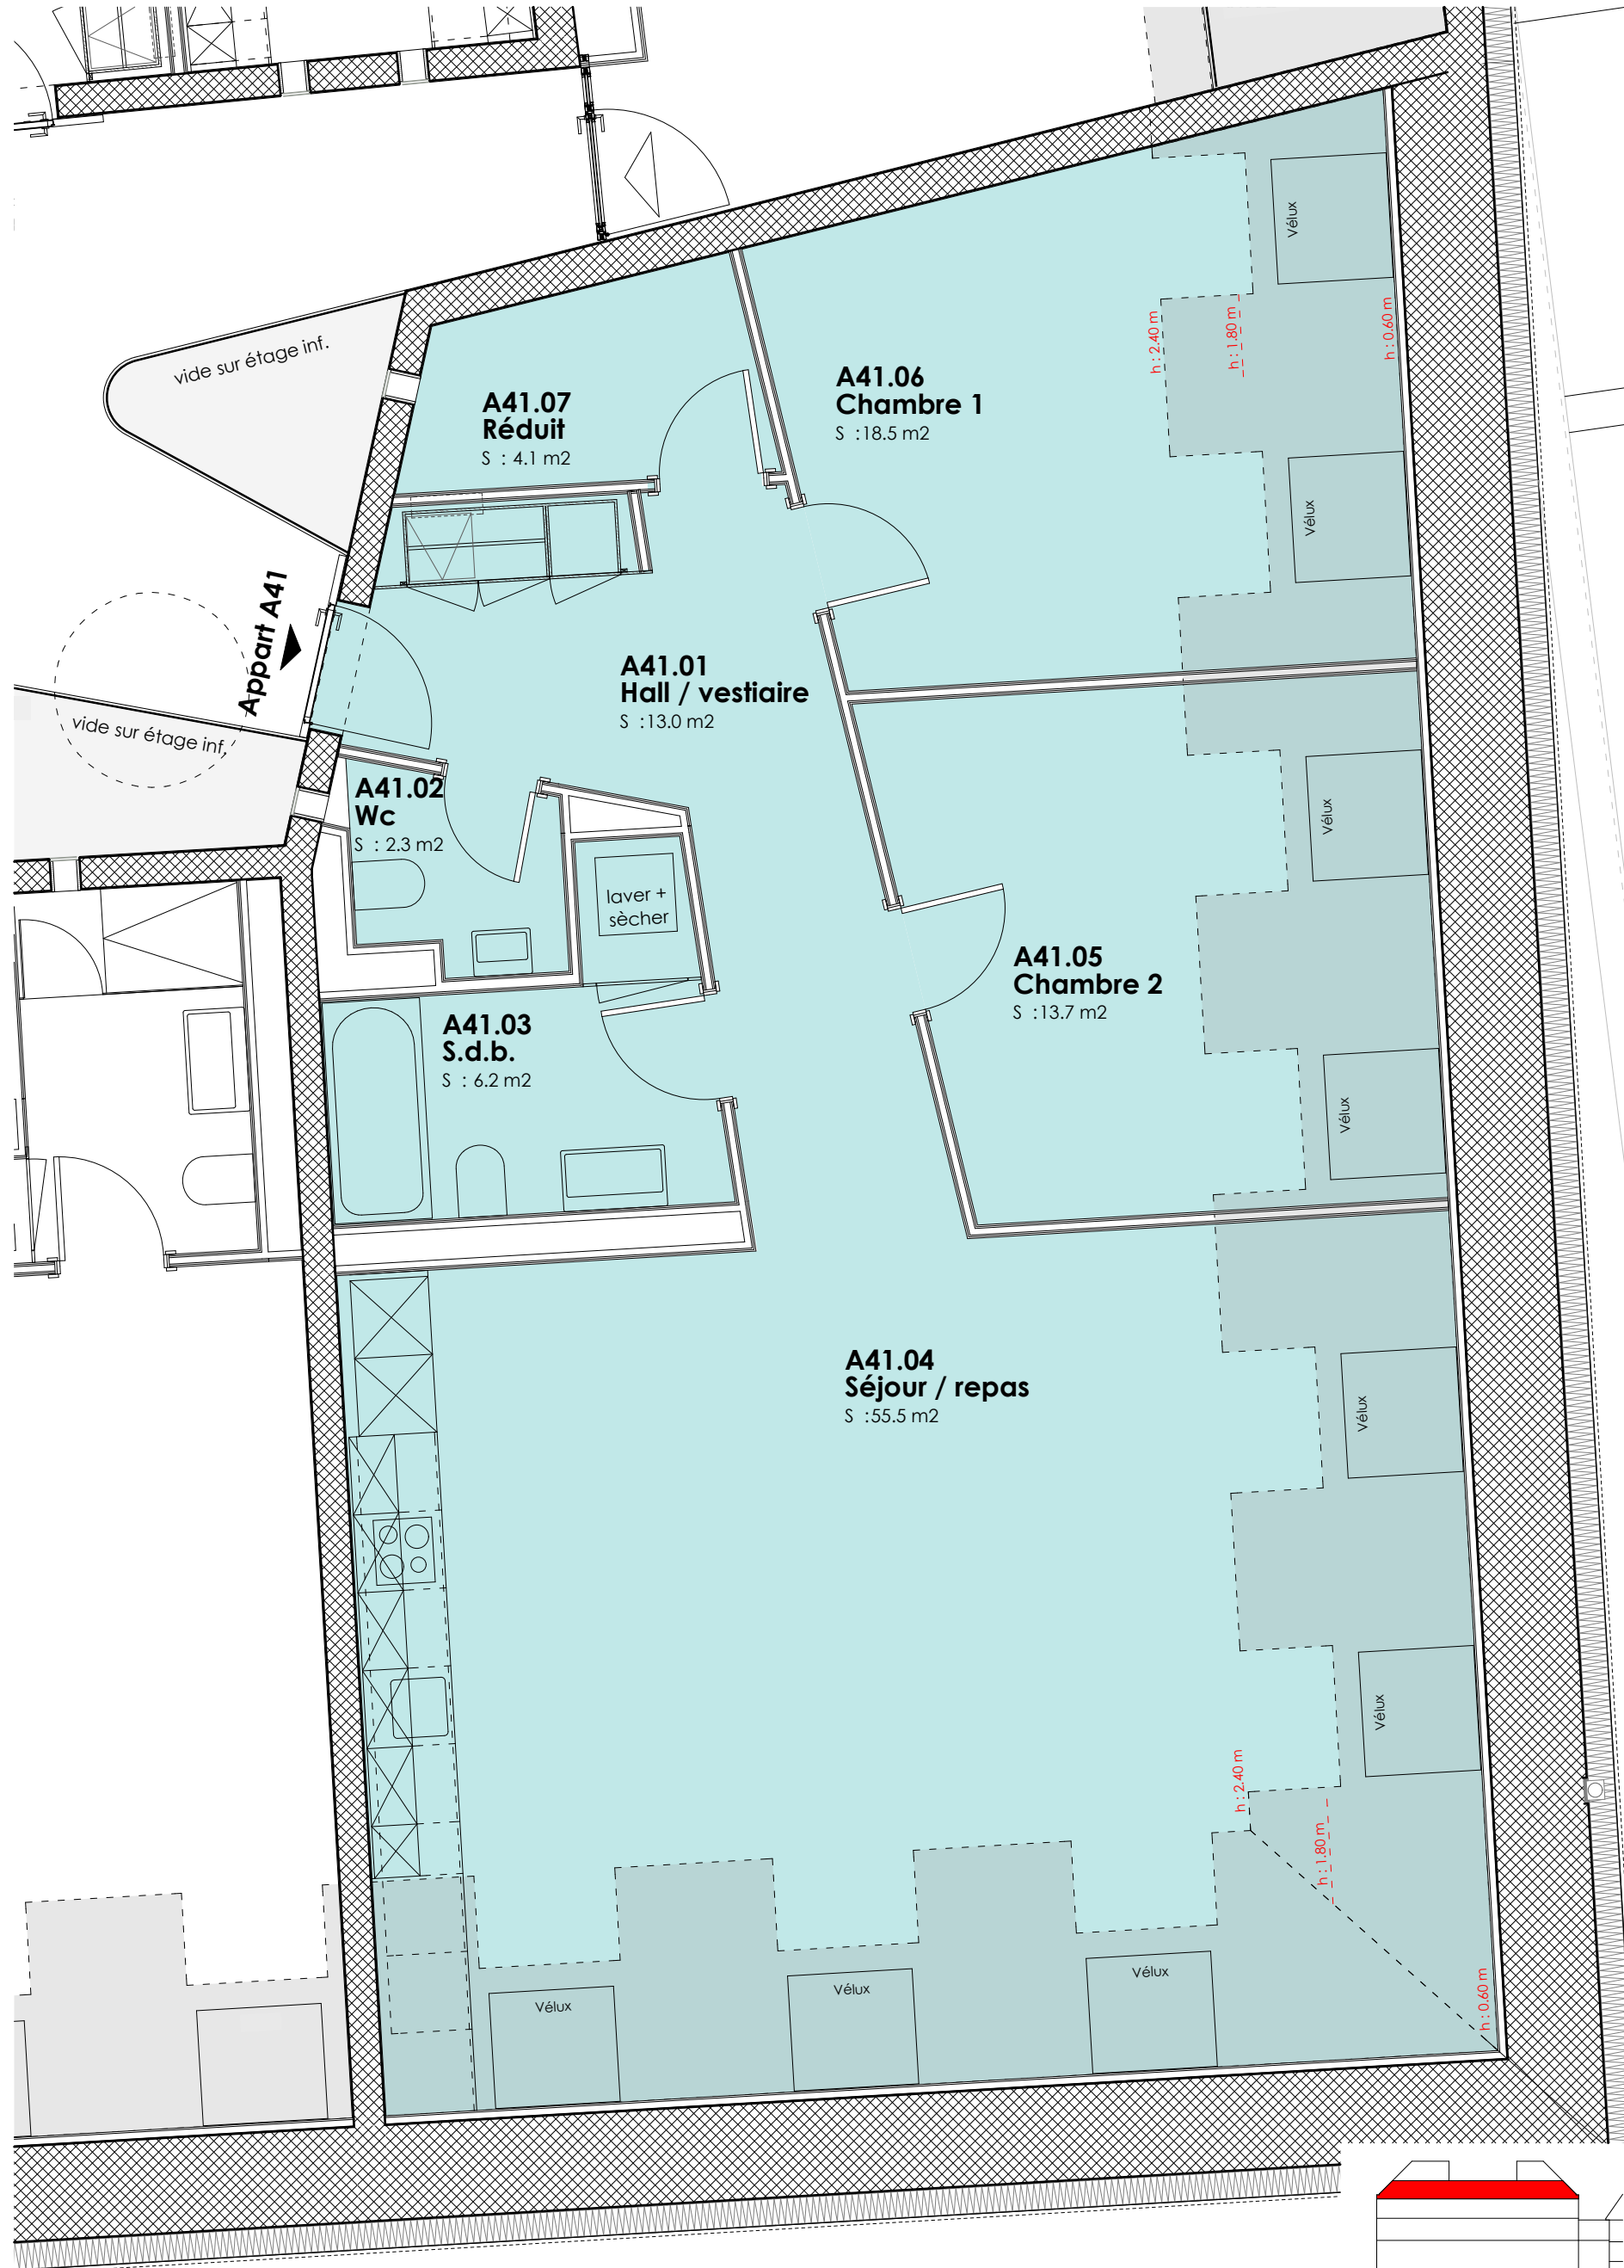 Vélux
vide sur étage inf.
h : 2.40 m
h : 1.80 m
h : 0.60 m
A41.06
Chambre 1
S :18.5 m2
A41.07
Réduit
S : 4.1 m2
Vélux
Appart A41
A41.01
Hall / vestiaire
S :13.0 m2
vide sur étage inf.
A41.02
Wc
S : 2.3 m2
Vélux
laver +
sècher
A41.05
Chambre 2
S :13.7 m2
A41.03
S.d.b.
S : 6.2 m2
Vélux
A41.04
Séjour / repas
S :55.5 m2
Vélux
Vélux
h : 2.40 m
h : 1.80 m
h : 0.60 m
Vélux
Vélux
Vélux